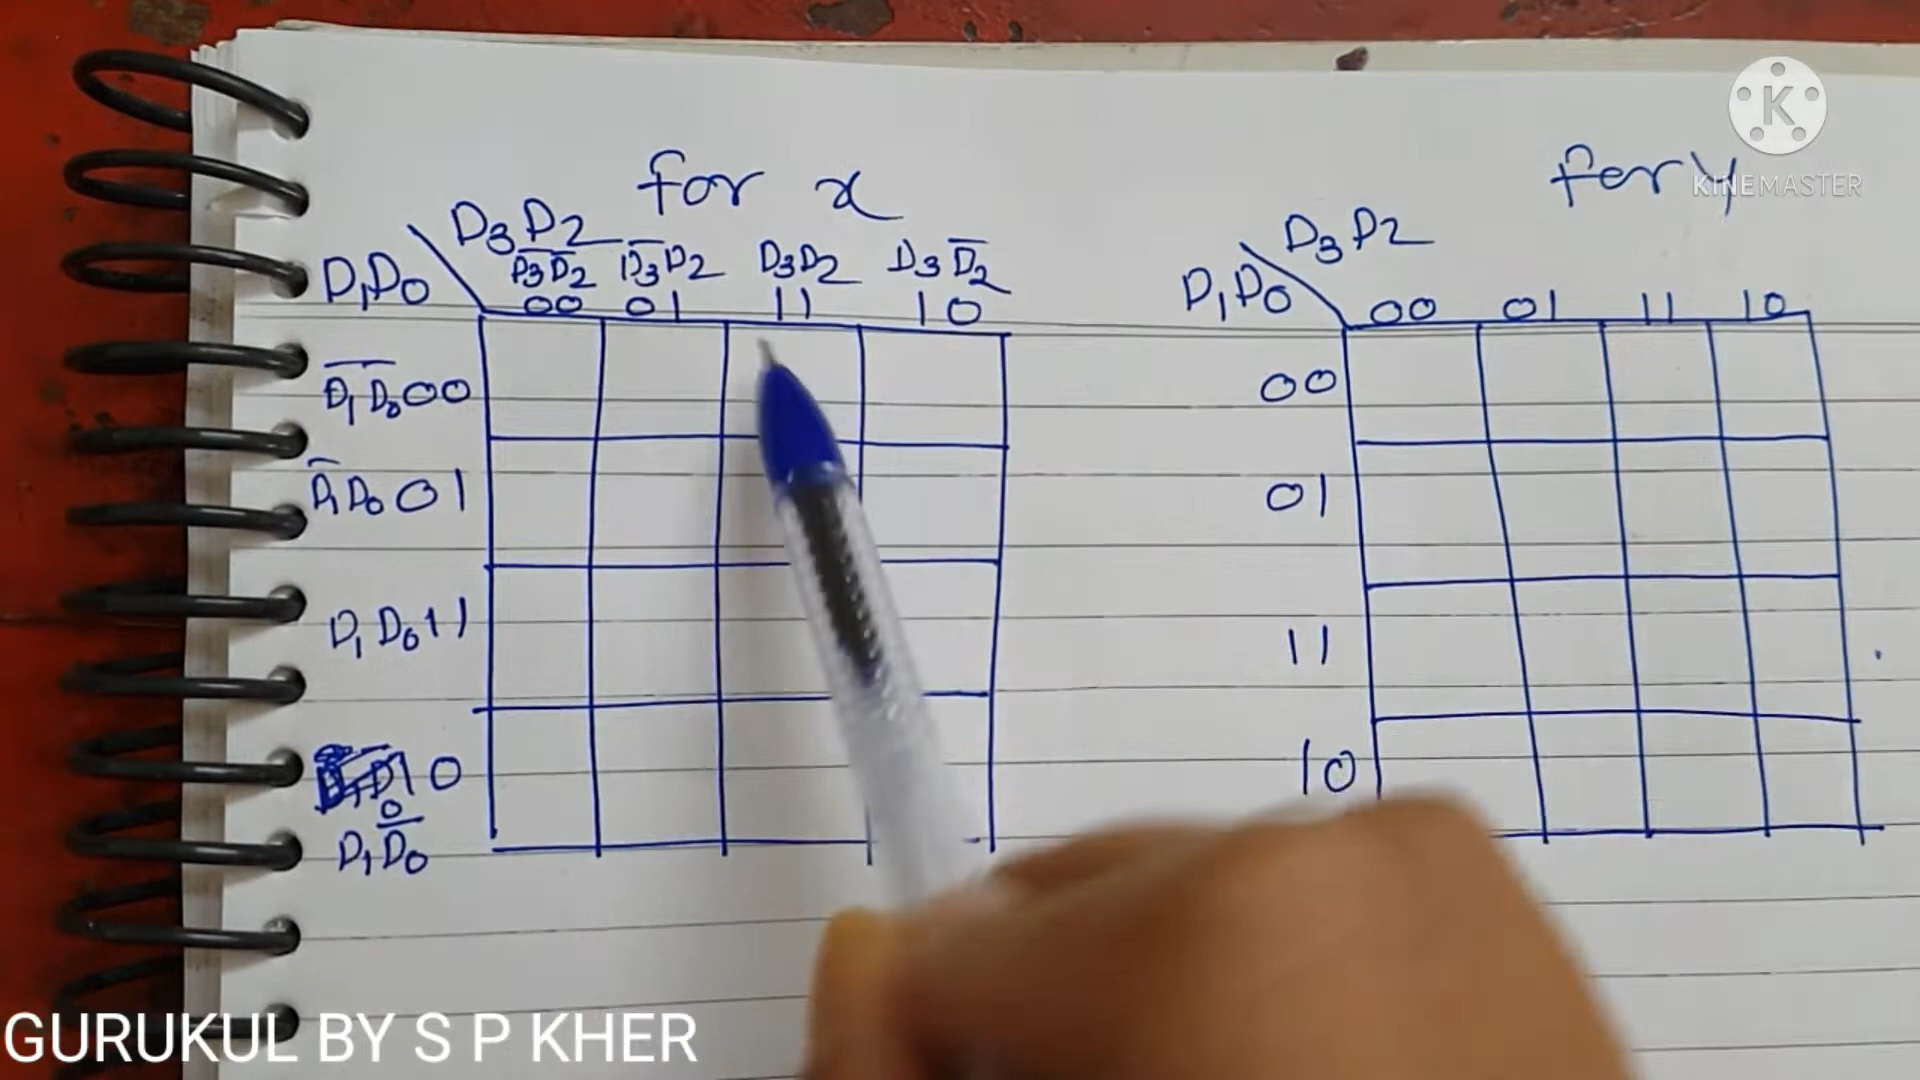 for x
for y
D3D2
D̅3D̅2 D̅3D2 D3D2 D3D̅2
D1D0
00 01 11 10
D̅1D̅0 00
D̅1D0 01
D1D0 11
10
D1D̅0
D3D2
D1D0
00 01 11 10
00
01
11
10
K
KINEMASTER
GURUKUL BY S P KHER